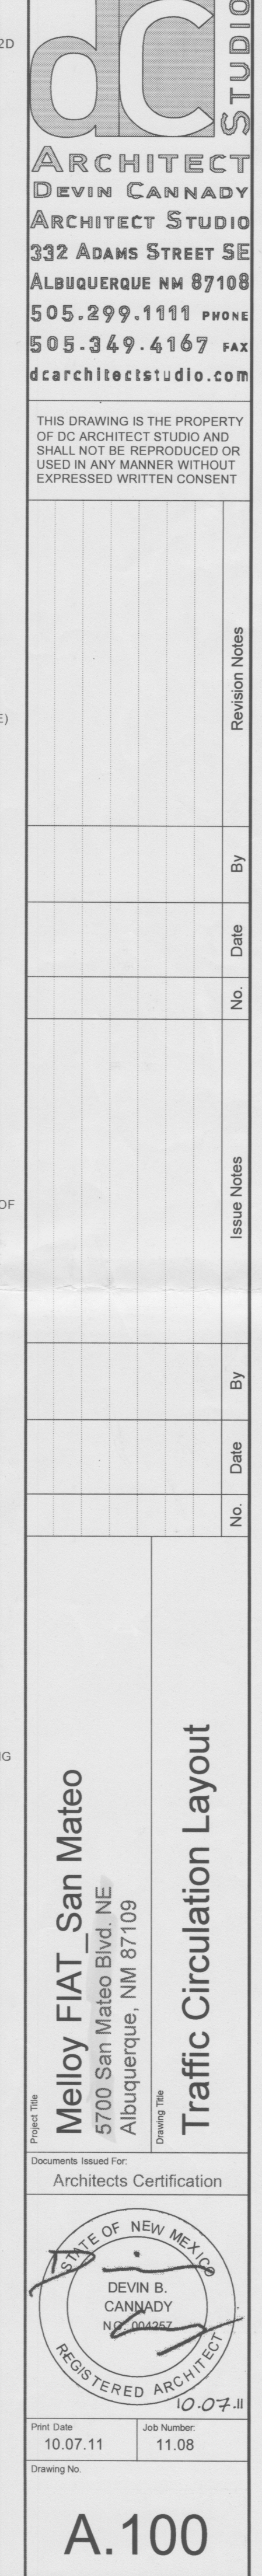 2D
dC STUDIO
ARCHITECT
DEVIN CANNADY
ARCHITECT STUDIO
332 ADAMS STREET SE
ALBUQUERQUE NM 87108
505.299.1111 PHONE
505.349.4167 FAX
dcarchitectstudio.com
THIS DRAWING IS THE PROPERTY
OF DC ARCHITECT STUDIO AND
SHALL NOT BE REPRODUCED OR
USED IN ANY MANNER WITHOUT
EXPRESSED WRITTEN CONSENT
E)
Revision Notes
By
Date
No.
OF
Issue Notes
By
Date
No.
G
Project Title
Melloy FIAT_San Mateo
5700 San Mateo Blvd. NE
Albuquerque, NM 87109
Drawing Title
Traffic Circulation Layout
Documents Issued For:
Architects Certification
STATE OF NEW MEXICO
DEVIN B.
CANNADY
NO. 004257
REGISTERED ARCHITECT
10.07.11
Print Date
10.07.11
Job Number:
11.08
Drawing No.
A.100